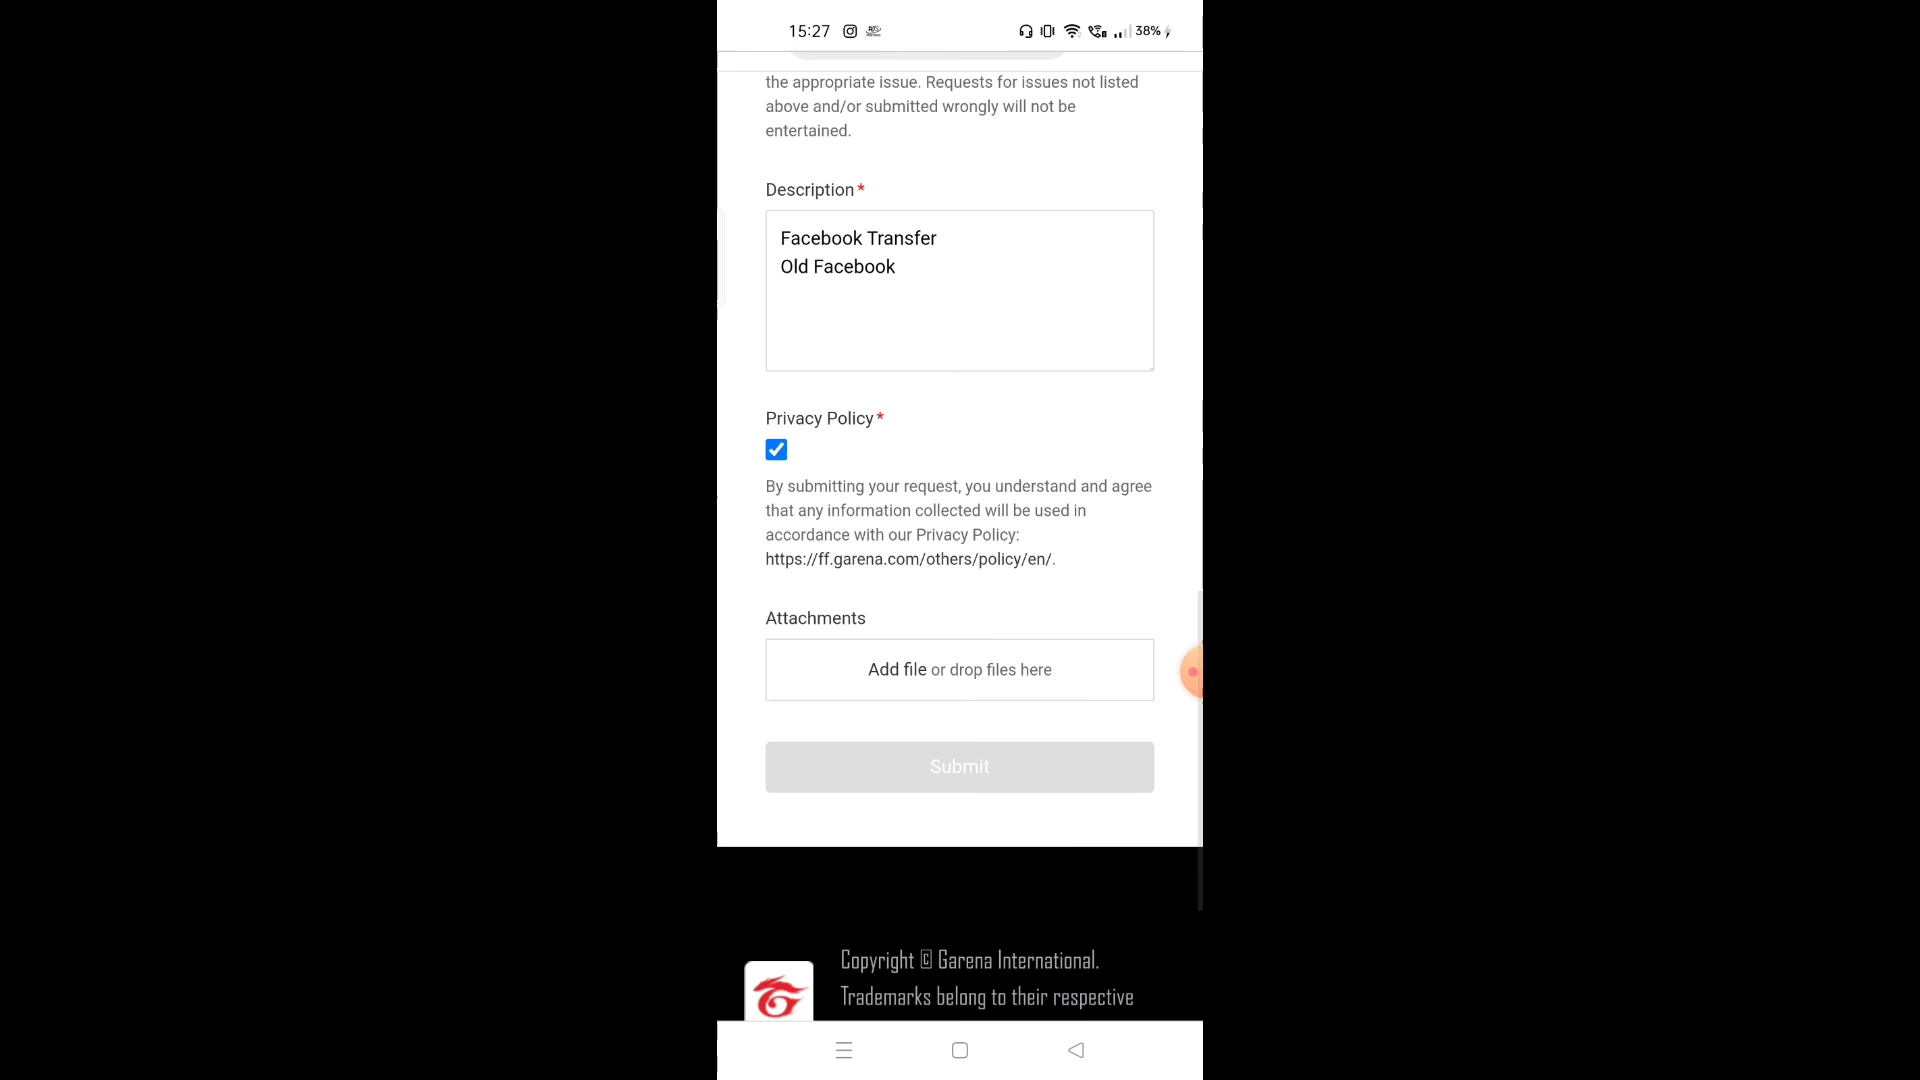 15:27
38%
the appropriate issue. Requests for issues not listed
above and/or submitted wrongly will not be
entertained.
Description*
Facebook Transfer
Old Facebook
Privacy Policy*
By submitting your request, you understand and agree
that any information collected will be used in
accordance with our Privacy Policy:
https://ff.garena.com/others/policy/en/.
Attachments
Add file or drop files here
Submit
Copyright © Garena International.
Trademarks belong to their respective